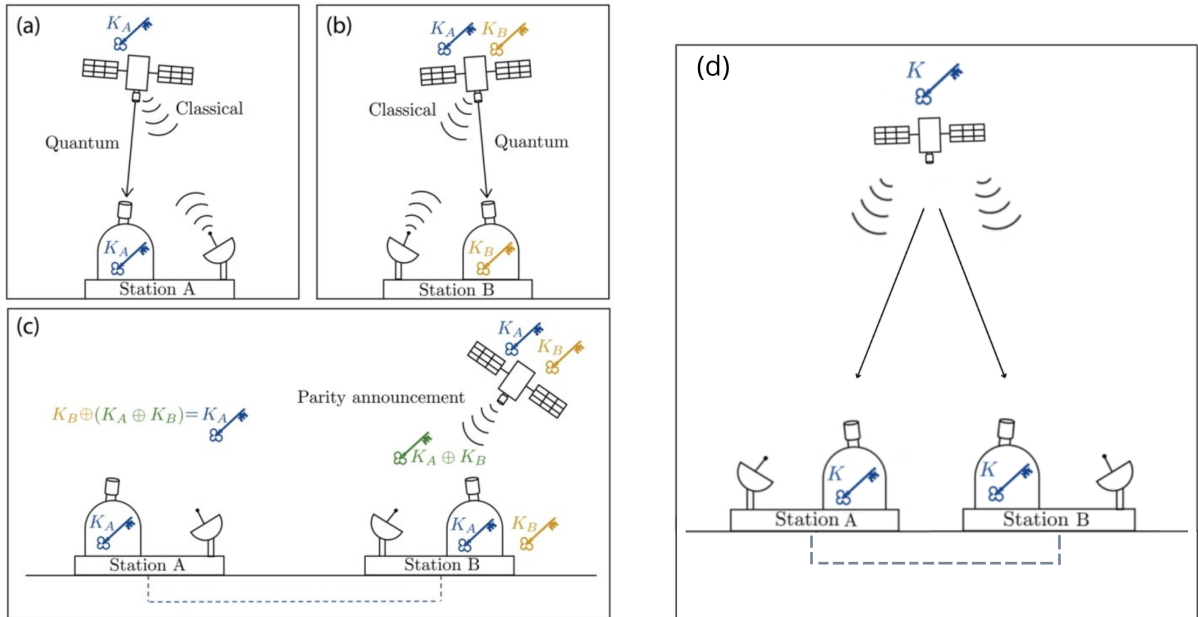 (a)
K_A
Classical
Quantum
K_A
Station A
(b)
K_A K_B
Classical
Quantum
K_B
Station B
(c)
K_A
K_B
Parity announcement
K_B⊕(K_A ⊕ K_B)=K_A
K_A ⊕ K_B
K_A
K_A
K_B
Station A
Station B
(d)
K
K
K
Station A
Station B